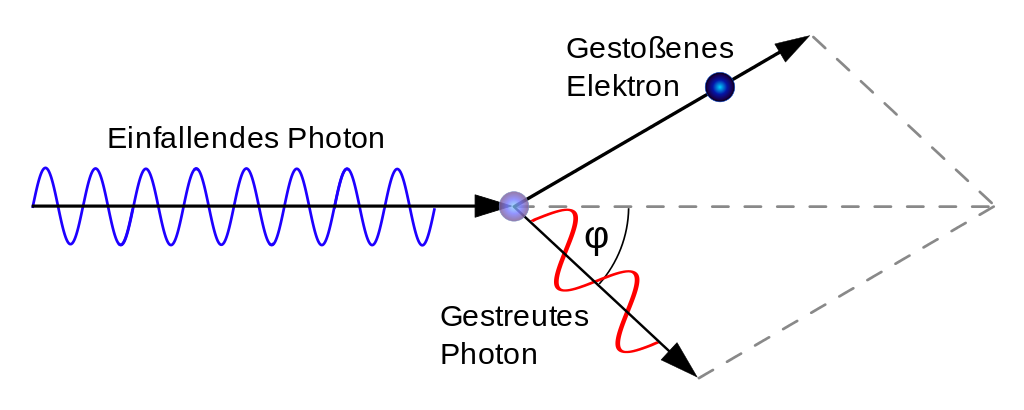 Gestoßenes
Elektron
Einfallendes Photon
φ
Gestreutes
Photon